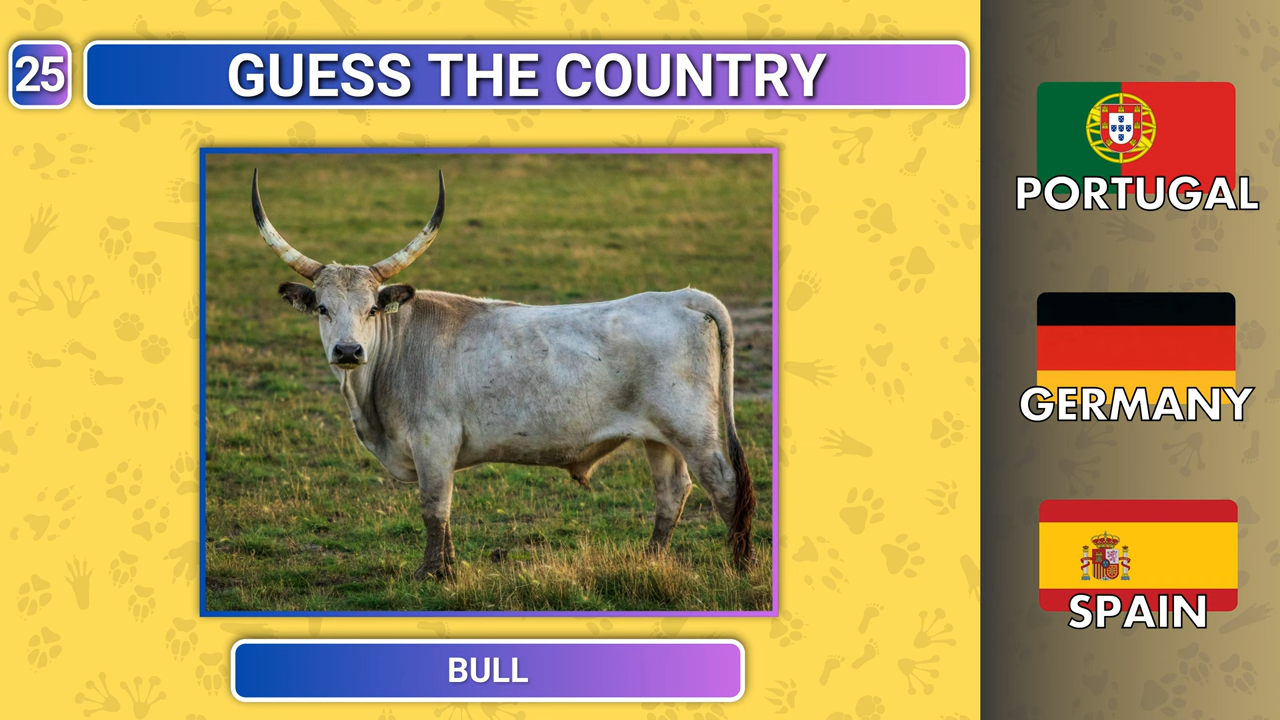 25
GUESS THE COUNTRY
PORTUGAL
GERMANY
SPAIN
BULL